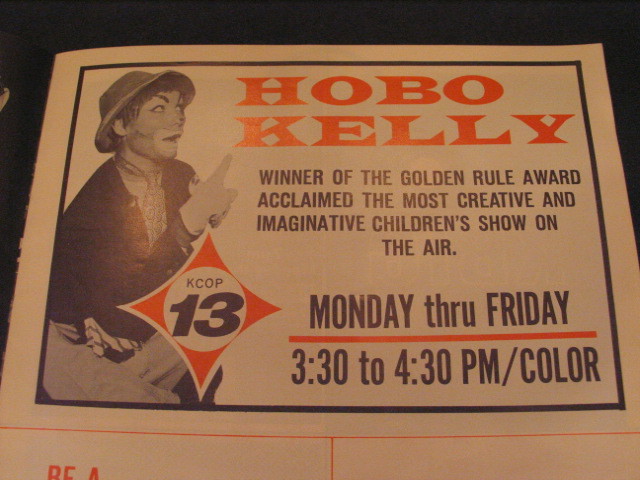 HOBO
KELLY
WINNER OF THE GOLDEN RULE AWARD
ACCLAIMED THE MOST CREATIVE AND
IMAGINATIVE CHILDREN'S SHOW ON
THE AIR.
KCOP
13
MONDAY thru FRIDAY
3:30 to 4:30 PM/COLOR
BE A